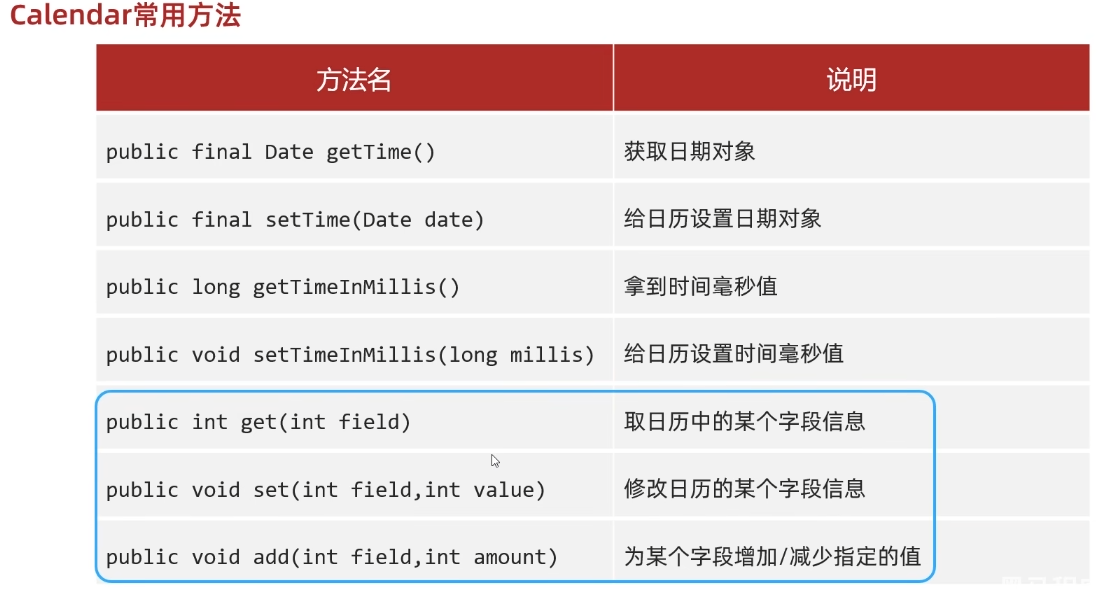 Calendar常用方法
方法名 说明
public final Date getTime() 获取日期对象
public final setTime(Date date) 给日历设置日期对象
public long getTimeInMillis() 拿到时间毫秒值
public void setTimeInMillis(long millis) 给日历设置时间毫秒值
public int get(int field) 取日历中的某个字段信息
public void set(int field,int value) 修改日历的某个字段信息
public void add(int field,int amount) 为某个字段增加/减少指定的值